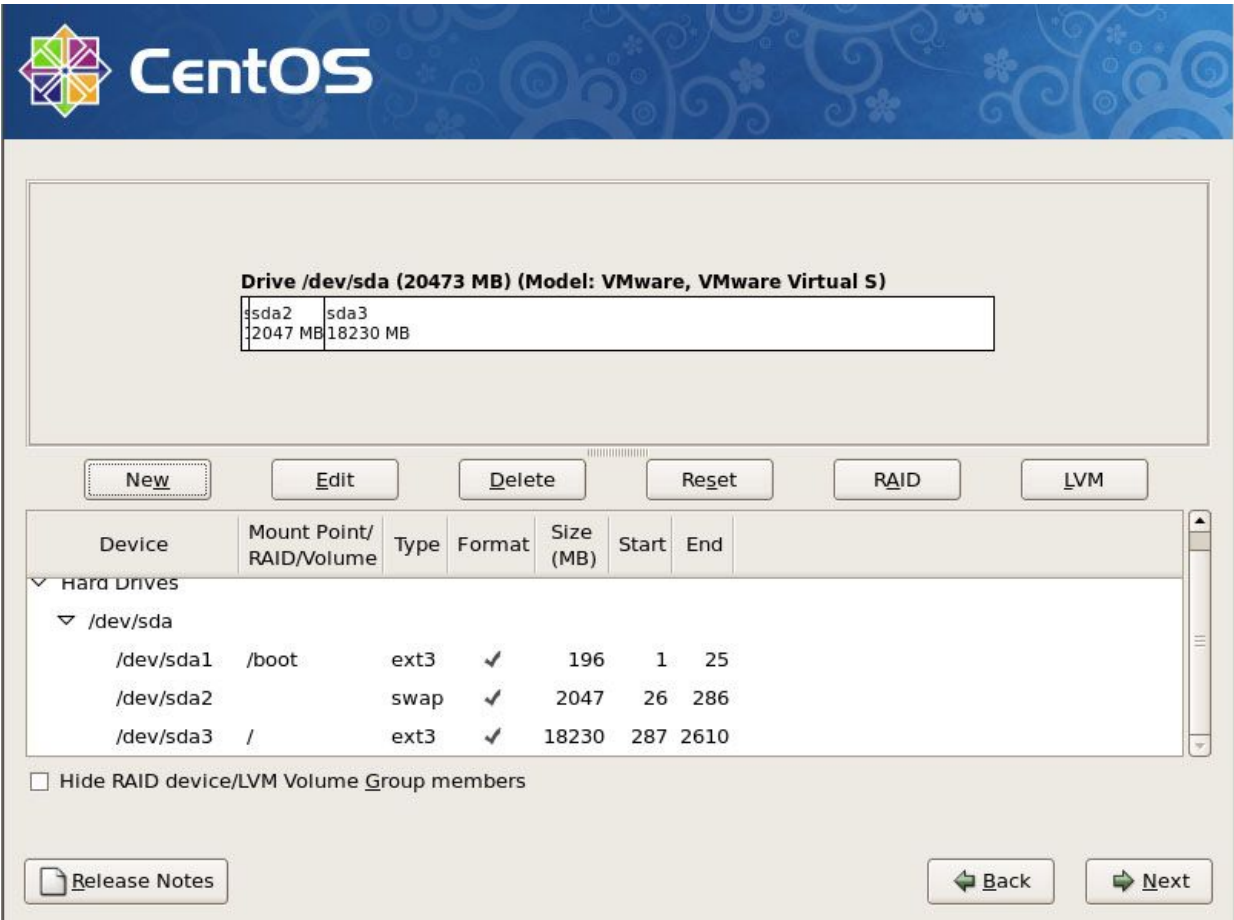 CentOS
Drive /dev/sda (20473 MB) (Model: VMware, VMware Virtual S)
sda2 sda3
2047 MB 18230 MB
New Edit Delete Reset RAID LVM
Device Mount Point/ RAID/Volume Type Format Size (MB) Start End
Hard Drives
/dev/sda
/dev/sda1 /boot ext3 196 1 25
/dev/sda2 swap 2047 26 286
/dev/sda3 / ext3 18230 287 2610
Hide RAID device/LVM Volume Group members
Release Notes Back Next